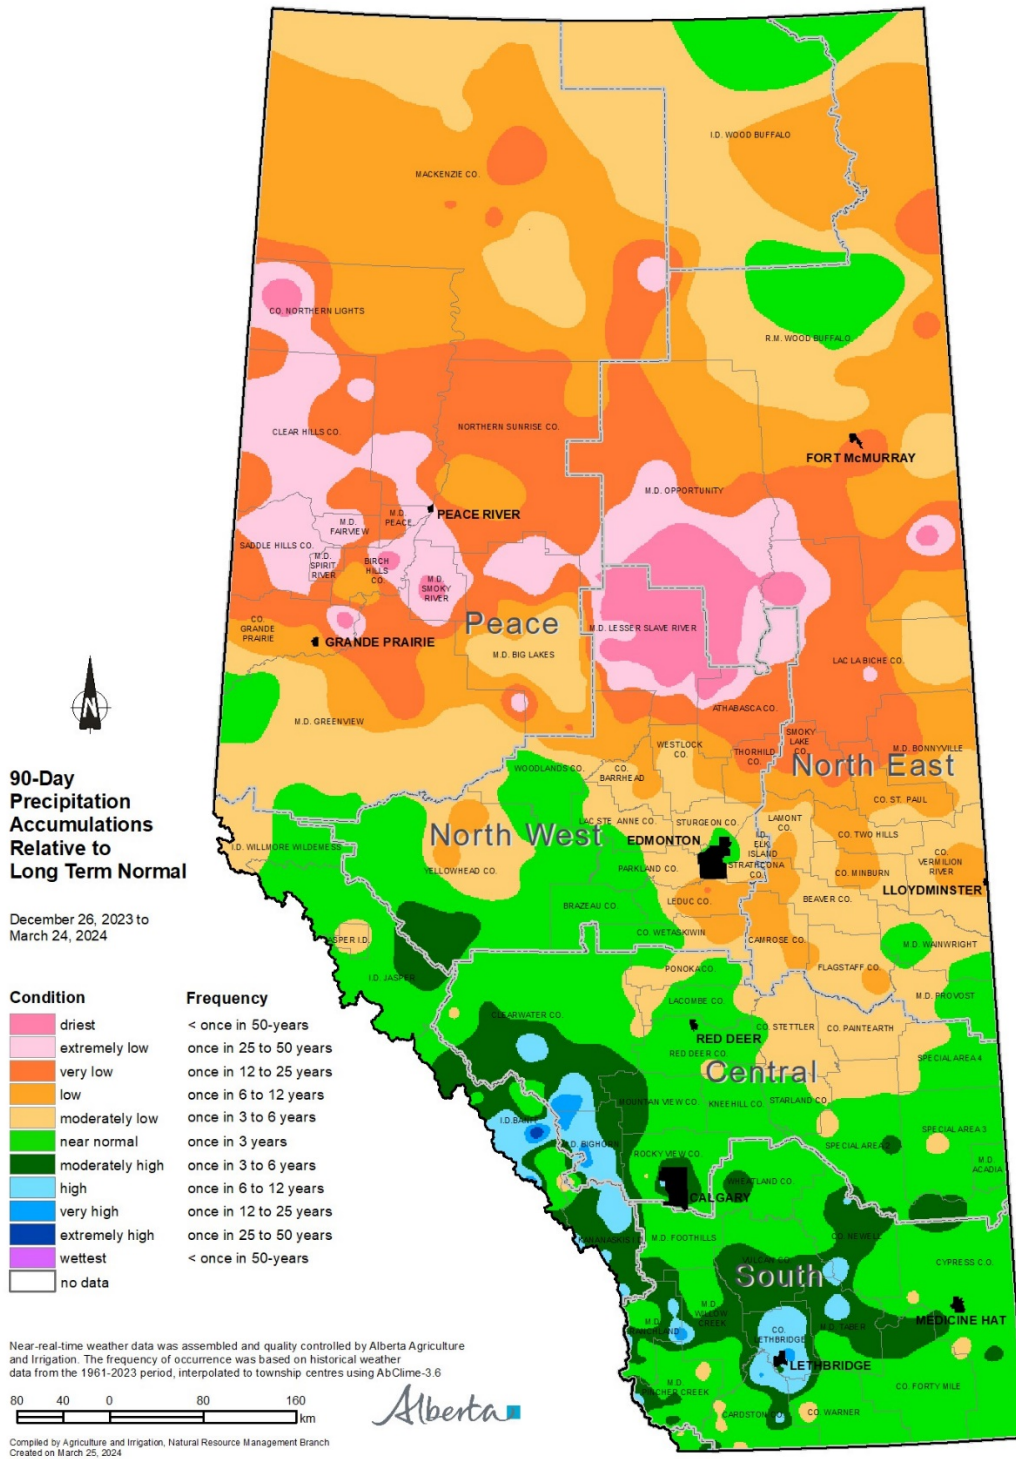 I.D. WOOD BUFFALO
MACKENZIE CO.
CO. NORTHERN LIGHTS
R.M. WOOD BUFFALO
CLEAR HILLS CO.
NORTHERN SUNRISE CO.
FORT McMURRAY
M.D. OPPORTUNITY
PEACE RIVER
M.D.
PEACE
M.D.
FAIRVIEW
SADDLE HILLS CO.
M.D.
SPIRIT
RIVER
BIRCH
HILLS
CO.
M.D.
SMOKY
RIVER
Peace
CO.
GRANDE
PRAIRIE
GRANDE PRAIRIE
M.D. LESSER SLAVE RIVER
M.D. BIG LAKES
LAC LA BICHE CO.
N
M.D. GREENVIEW
ATHABASCA CO.
WESTLOCK
CO.
THORHILD
CO.
SMOKY
LAKE
CO.
M.D. BONNYVILLE
North East
WOODLANDS CO.
CO.
BARRHEAD
CO. ST. PAUL
90-Day
Precipitation
Accumulations
Relative to
Long Term Normal
North West
LAC STE ANNE CO.
STURGEON CO.
LAMONT
CO.
CO. TWO HILLS
I.D. WILLMORE WILDERNESS
EDMONTON
I.D.
ELK
ISLAND
STRATHCONA
CO.
CO.
VERMILION
RIVER
YELLOWHEAD CO.
PARKLAND CO.
CO. MINBURN
LLOYDMINSTER
LEDUC CO.
BEAVER CO.
December 26, 2023 to
March 24, 2024
BRAZEAU CO.
CO. WETASKIWIN
CAMROSE CO.
M.D. WAINWRIGHT
JASPER I.D.
I.D. JASPER
PONOKA CO.
FLAGSTAFF CO.
M.D. PROVOST
LACOMBE CO.
CLEARWATER CO.
RED DEER
CO. STETTLER
CO. PAINTEARTH
RED DEER CO.
Central
SPECIAL AREA 4
MOUNTAIN VIEW CO.
KNEEHILL CO.
STARLAND CO.
I.D. BANFF
M.D. BIGHORN
ROCKY VIEW CO.
SPECIAL AREA 2
SPECIAL AREA 3
M.D.
ACADIA
CALGARY
WHEATLAND CO.
KANANASKIS I.D.
M.D. FOOTHILLS
CO. NEWELL
VULCAN CO.
CYPRESS CO.
South
M.D.
WILLOW
CREEK
MEDICINE HAT
M.D.
RANCHLAND
CO.
LETHBRIDGE
M.D. TABER
LETHBRIDGE
M.D.
PINCHER CREEK
CO. FORTY MILE
CARDSTON CO.
CO. WARNER
Condition Frequency
driest < once in 50-years
extremely low once in 25 to 50 years
very low once in 12 to 25 years
low once in 6 to 12 years
moderately low once in 3 to 6 years
near normal once in 3 years
moderately high once in 3 to 6 years
high once in 6 to 12 years
very high once in 12 to 25 years
extremely high once in 25 to 50 years
wettest < once in 50-years
no data
Near-real-time weather data was assembled and quality controlled by Alberta Agriculture
and Irrigation. The frequency of occurrence was based on historical weather
data from the 1961-2023 period, interpolated to township centres using AbClime-3.6
80 40 0 80 160
km
Alberta
Compiled by Agriculture and Irrigation, Natural Resource Management Branch
Created on March 25, 2024